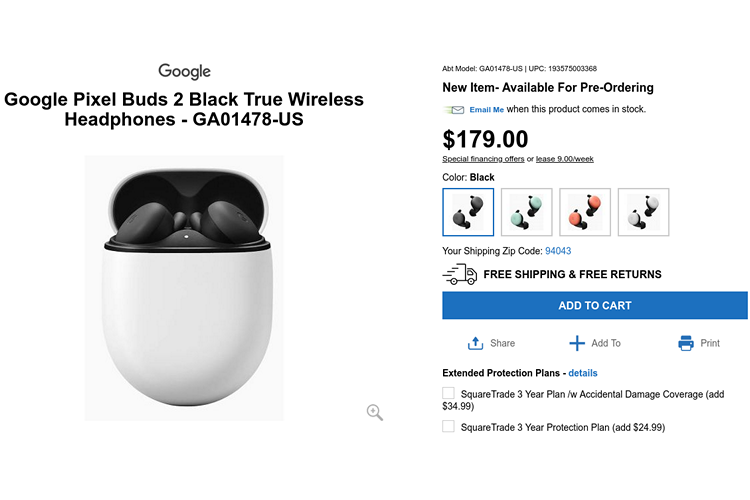 Google
Google Pixel Buds 2 Black True Wireless
Headphones - GA01478-US
Abt Model: GA01478-US | UPC: 193575003368
New Item- Available For Pre-Ordering
Email Me when this product comes in stock.
$179.00
Special financing offers or lease 9.00/week
Color: Black
Your Shipping Zip Code: 94043
FREE SHIPPING & FREE RETURNS
ADD TO CART
Share Add To Print
Extended Protection Plans - details
SquareTrade 3 Year Plan /w Accidental Damage Coverage (add
$34.99)
SquareTrade 3 Year Protection Plan (add $24.99)